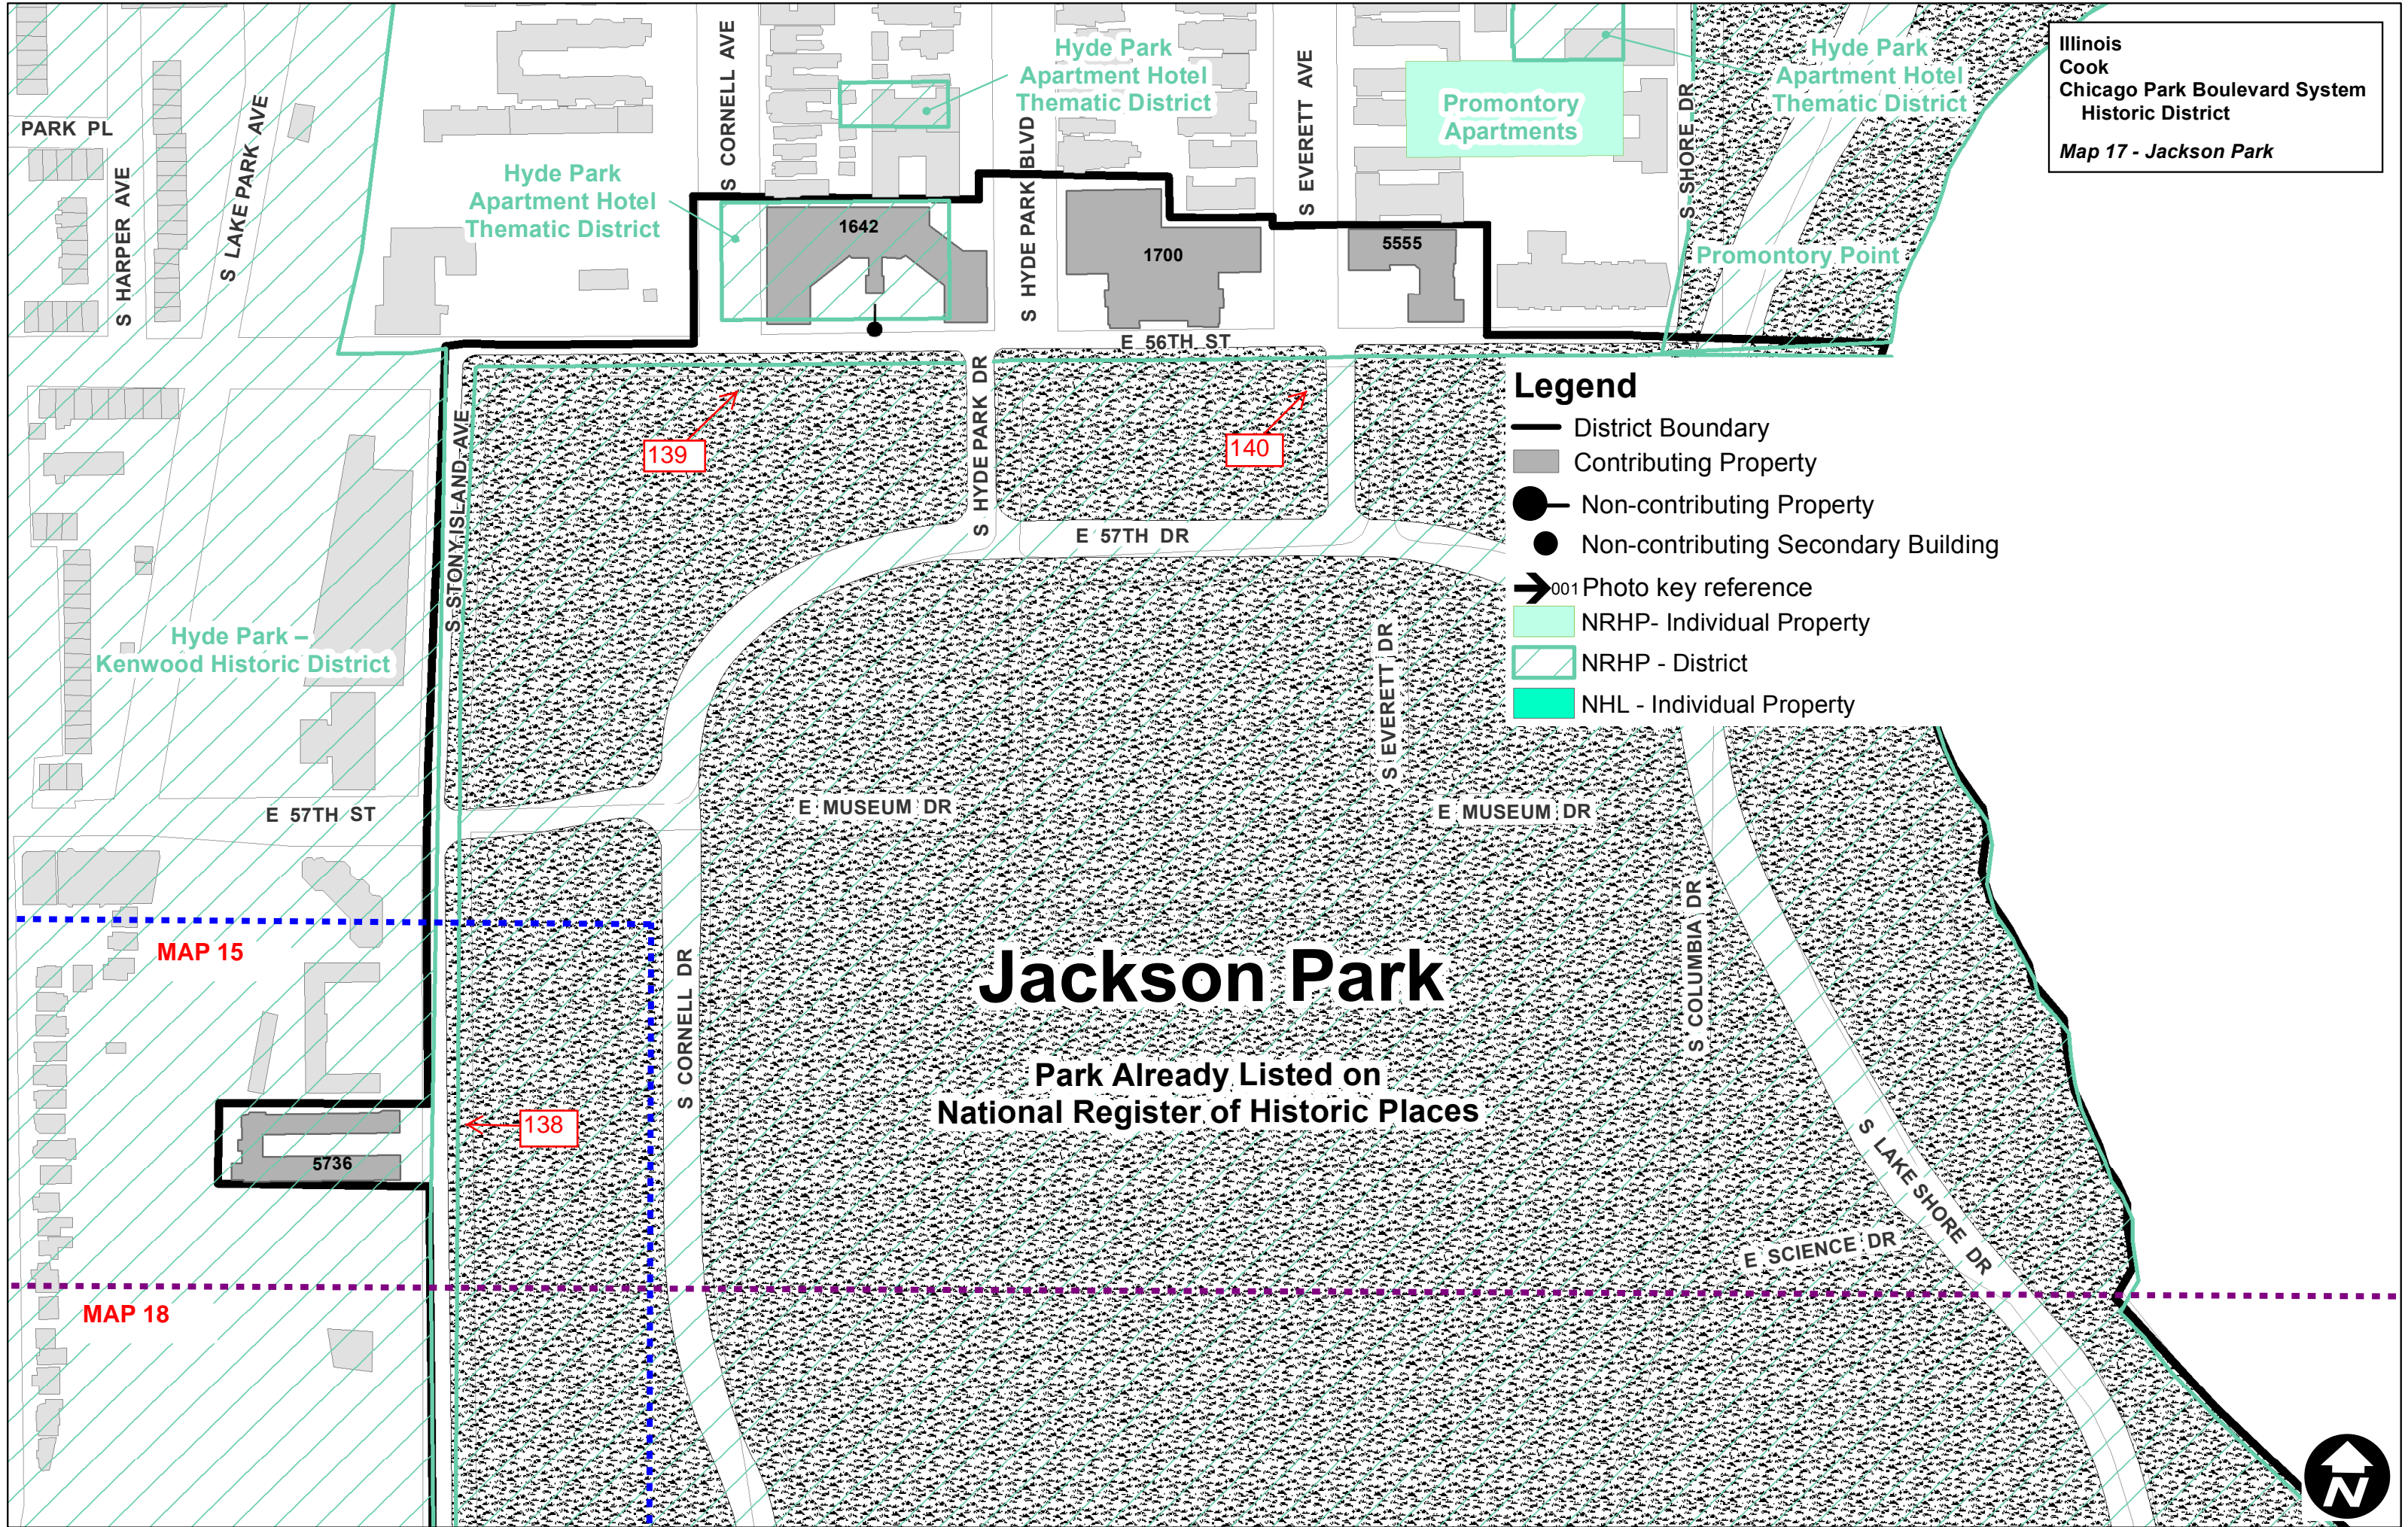 Illinois
Cook
Chicago Park Boulevard System
Historic District
Map 17 - Jackson Park
PARK PL
S HARPER AVE
S LAKE PARK AVE
S CORNELL AVE
Hyde Park
Apartment Hotel
Thematic District
S HYDE PARK BLVD
S EVERETT AVE
Promontory
Apartments
S SHORE DR
Hyde Park
Apartment Hotel
Thematic District
Hyde Park
Apartment Hotel
Thematic District
1642
1700
5555
Promontory Point
E 56TH ST
S STONY ISLAND AVE
139
S HYDE PARK DR
140
E 57TH DR
Legend
District Boundary
Contributing Property
Non-contributing Property
Non-contributing Secondary Building
001 Photo key reference
NRHP- Individual Property
NRHP - District
NHL - Individual Property
Hyde Park –
Kenwood Historic District
S EVERETT DR
E MUSEUM DR
E MUSEUM DR
E 57TH ST
MAP 15
S CORNELL DR
Jackson Park
Park Already Listed on
National Register of Historic Places
S COLUMBIA DR
138
5736
S LAKE SHORE DR
E SCIENCE DR
MAP 18
N